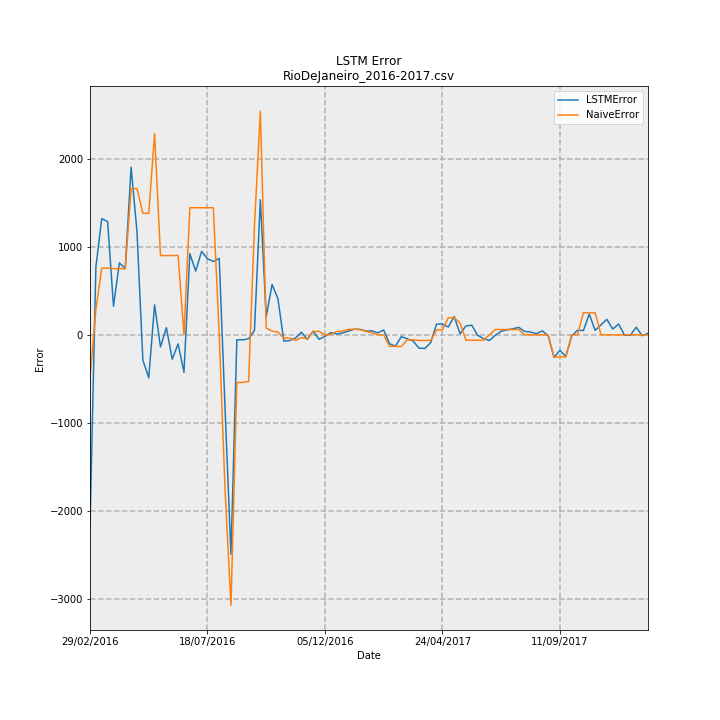 LSTM Error
RioDeJaneiro_2016-2017.csv
LSTMError
NaiveError
2000
1000
0
−1000
−2000
−3000
Error
29/02/2016
18/07/2016
05/12/2016
24/04/2017
11/09/2017
Date